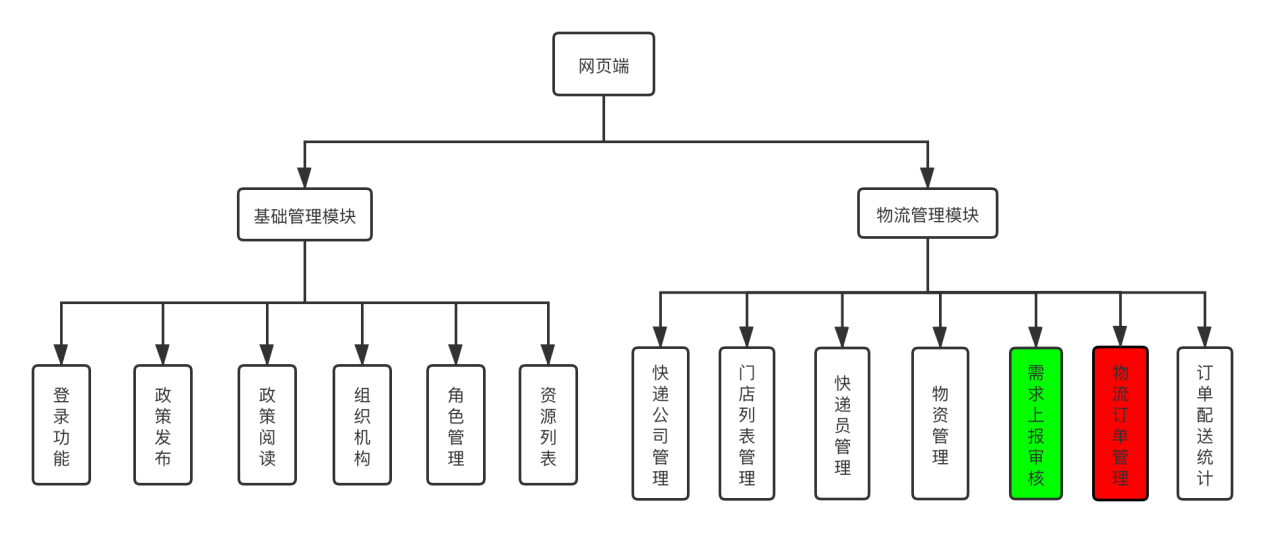 网页端
基础管理模块
物流管理模块
登录功能
政策发布
政策阅读
组织机构
角色管理
资源列表
快递公司管理
门店列表管理
快递员管理
物资管理
需求上报审核
物流订单管理
订单配送统计